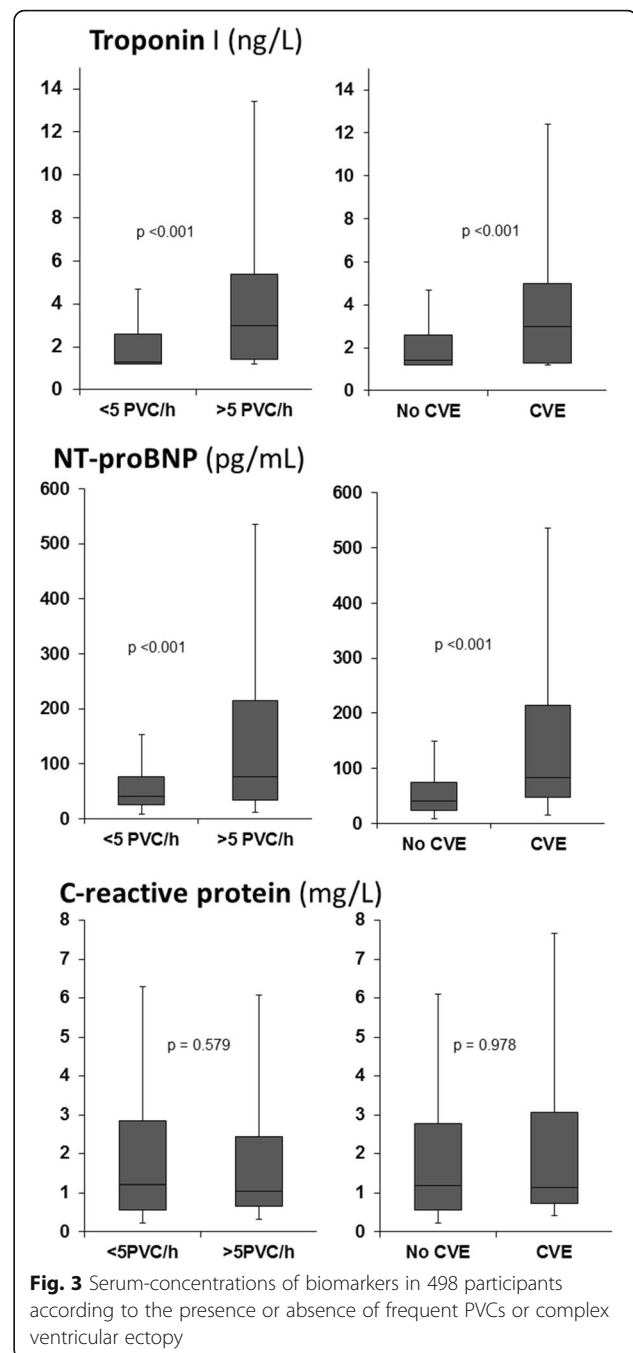 Troponin I (ng/L)
14
12
10
8
6
4
2
0
p <0.001
<5 PVC/h >5 PVC/h
14
12
10
8
6
4
2
0
p <0.001
No CVE CVE
NT-proBNP (pg/mL)
600
500
400
300
200
100
0
p <0.001
<5 PVC/h >5 PVC/h
600
500
400
300
200
100
0
p <0.001
No CVE CVE
C-reactive protein (mg/L)
8
7
6
5
4
3
2
1
0
p = 0.579
<5PVC/h >5PVC/h
8
7
6
5
4
3
2
1
0
p = 0.978
No CVE CVE
Fig. 3 Serum-concentrations of biomarkers in 498 participants
according to the presence or absence of frequent PVCs or complex
ventricular ectopy